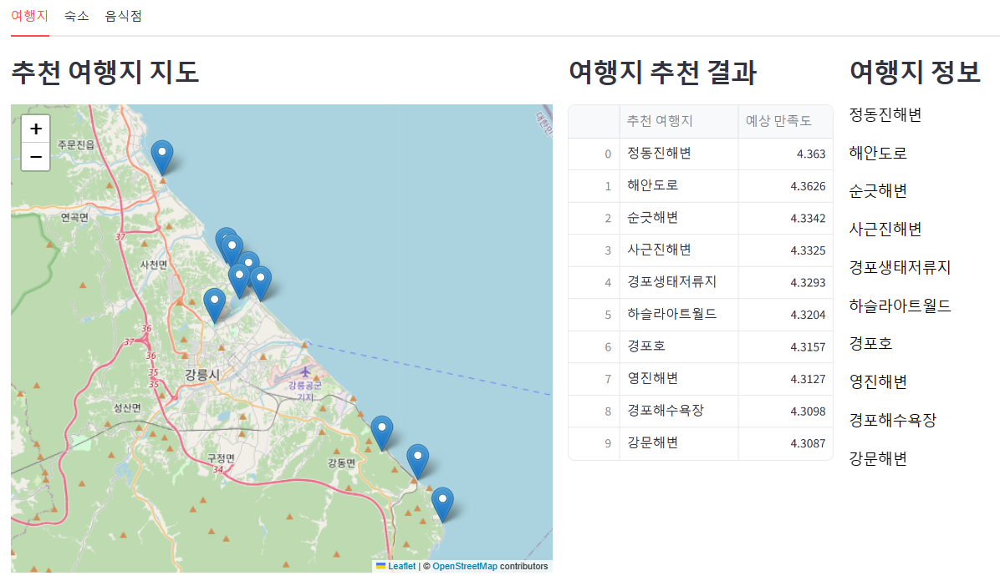 여행지 숙소 음식점
추천 여행지 지도
+
−
주문진읍
연곡면
37
사천면
36
37
36
35
35
강릉시
강릉공군
기지
성산면
구정면
34
강동면
Leaflet | © OpenStreetMap contributors
여행지 추천 결과
추천 여행지 예상 만족도
0 정동진해변 4.363
1 해안도로 4.3626
2 순긋해변 4.3342
3 사근진해변 4.3325
4 경포생태저류지 4.3293
5 하슬라아트월드 4.3204
6 경포호 4.3157
7 영진해변 4.3127
8 경포해수욕장 4.3098
9 강문해변 4.3087
여행지 정보
정동진해변
해안도로
순긋해변
사근진해변
경포생태저류지
하슬라아트월드
경포호
영진해변
경포해수욕장
강문해변